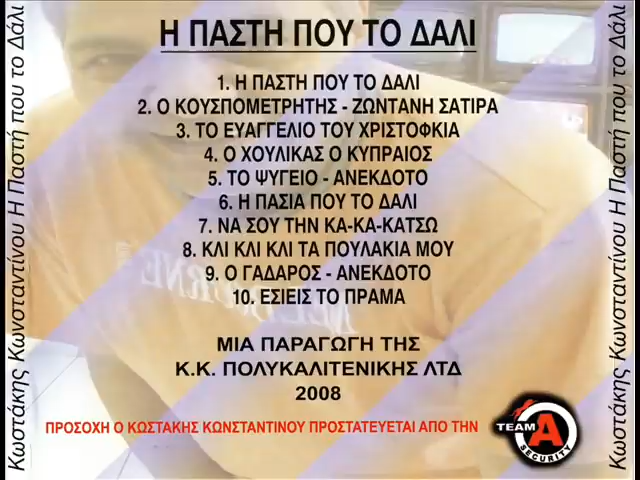 Η ΠΑΣΤΗ ΠΟΥ ΤΟ ΔΑΛΙ
1. Η ΠΑΣΤΗ ΠΟΥ ΤΟ ΔΑΛΙ
2. Ο ΚΟΥΣΠΟΜΕΤΡΗΤΗΣ - ΖΩΝΤΑΝΗ ΣΑΤΙΡΑ
3. ΤΟ ΕΥΑΓΓΕΛΙΟ ΤΟΥ ΧΡΙΣΤΟΦΚΙΑ
4. Ο ΧΟΥΛΙΚΑΣ Ο ΚΥΠΡΑΙΟΣ
5. ΤΟ ΨΥΓΕΙΟ - ΑΝΕΚΔΟΤΟ
6. Η ΠΑΣΙΑ ΠΟΥ ΤΟ ΔΑΛΙ
7. ΝΑ ΣΟΥ ΤΗΝ ΚΑ-ΚΑ-ΚΑΤΣΩ
8. ΚΛΙ ΚΛΙ ΚΛΙ ΤΑ ΠΟΥΛΑΚΙΑ ΜΟΥ
9. Ο ΓΑΔΑΡΟΣ - ΑΝΕΚΔΟΤΟ
10. ΕΣΙΕΙΣ ΤΟ ΠΡΑΜΑ
ΜΙΑ ΠΑΡΑΓΩΓΗ ΤΗΣ
Κ.Κ. ΠΟΛΥΚΑΛΙΤΕΝΙΚΗΣ ΛΤΔ
2008
ΠΡΟΣΟΧΗ Ο ΚΩΣΤΑΚΗΣ ΚΩΝΣΤΑΝΤΙΝΟΥ ΠΡΟΣΤΑΤΕΥΕΤΑΙ ΑΠΟ ΤΗΝ
TEAM A
SECURITY
Κωστάκης Κωνσταντίνου Η Παστή που το Δάλι
Κωστάκης Κωνσταντίνου Η Παστή που το Δάλι